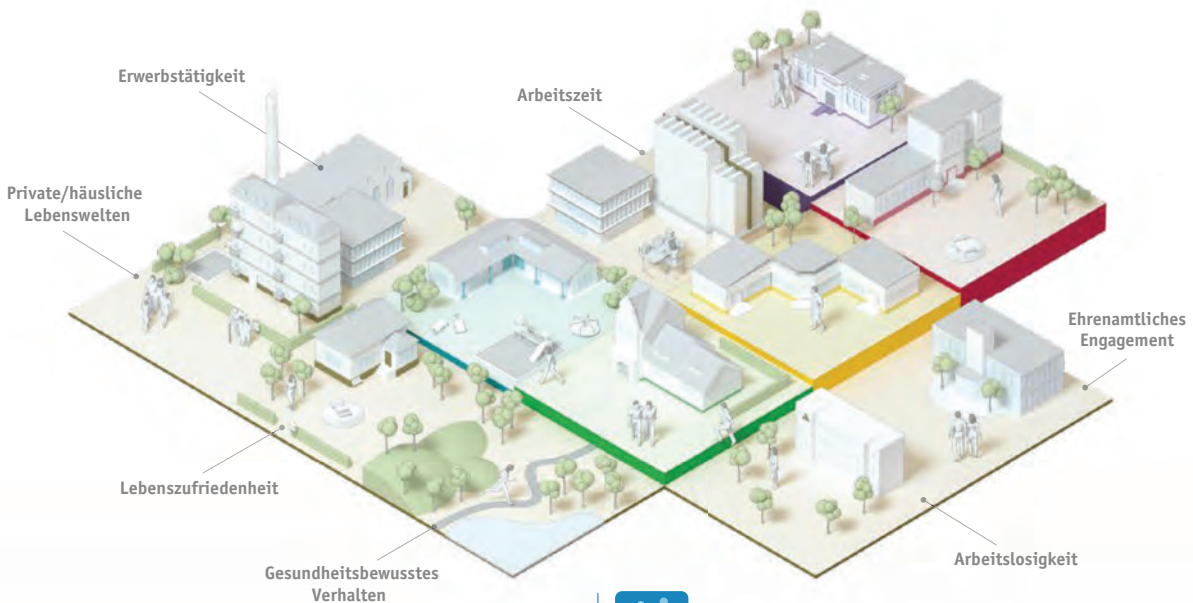 Erwerbstätigkeit
Arbeitszeit
Private/häusliche
Lebenswelten
Ehrenamtliches
Engagement
Lebenszufriedenheit
Arbeitslosigkeit
Gesundheitsbewusstes
Verhalten